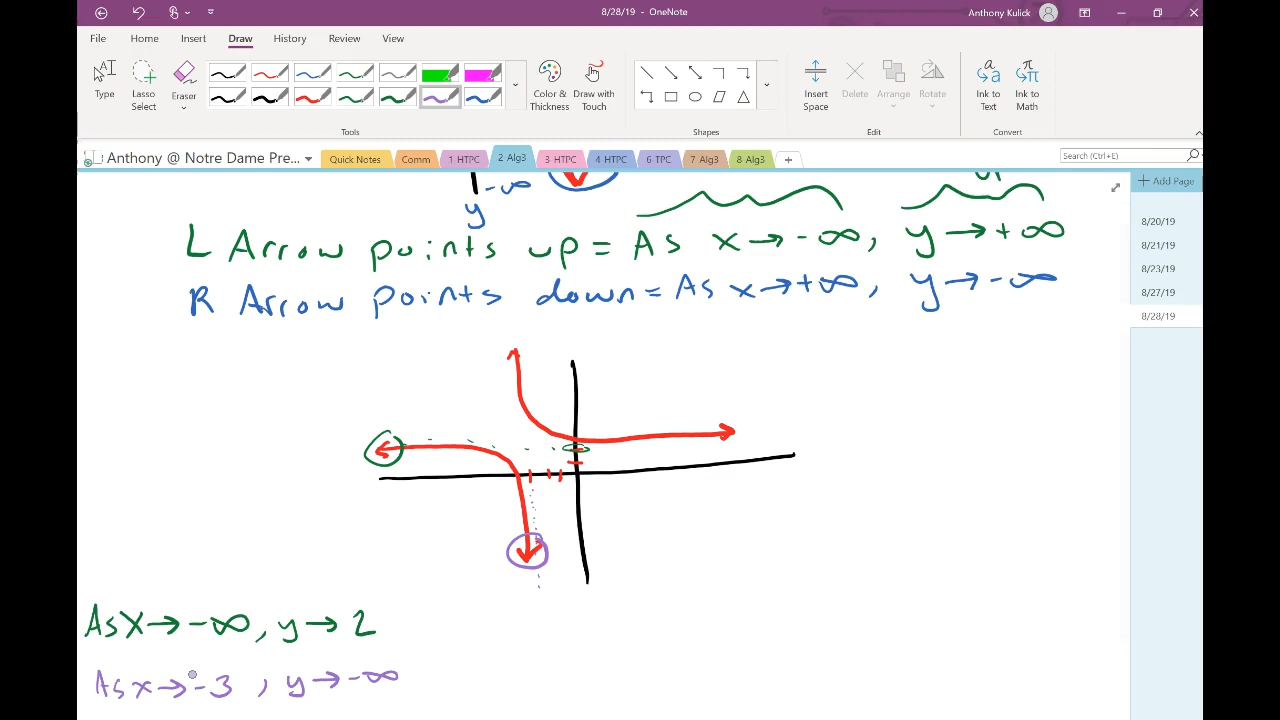 8/28/19 - OneNote
Anthony Kulick
File Home Insert Draw History Review View
Type
Lasso Select
Eraser
Color & Thickness
Draw with Touch
Insert Space
Delete
Arrange
Rotate
Ink to Text
Ink to Math
Tools
Shapes
Edit
Convert
Anthony @ Notre Dame Pre...
Quick Notes Comm 1 HTPC 2 Alg3 3 HTPC 4 HTPC 6 TPC 7 Alg3 8 Alg3 +
Search (Ctrl+E)
+ Add Page
8/20/19
8/21/19
8/23/19
8/27/19
8/28/19
-∞
y
L Arrow points up = As x → -∞, y → +∞
R Arrow points down = As x → +∞, y → -∞
As x → -∞, y → 2
As x → -3, y → -∞